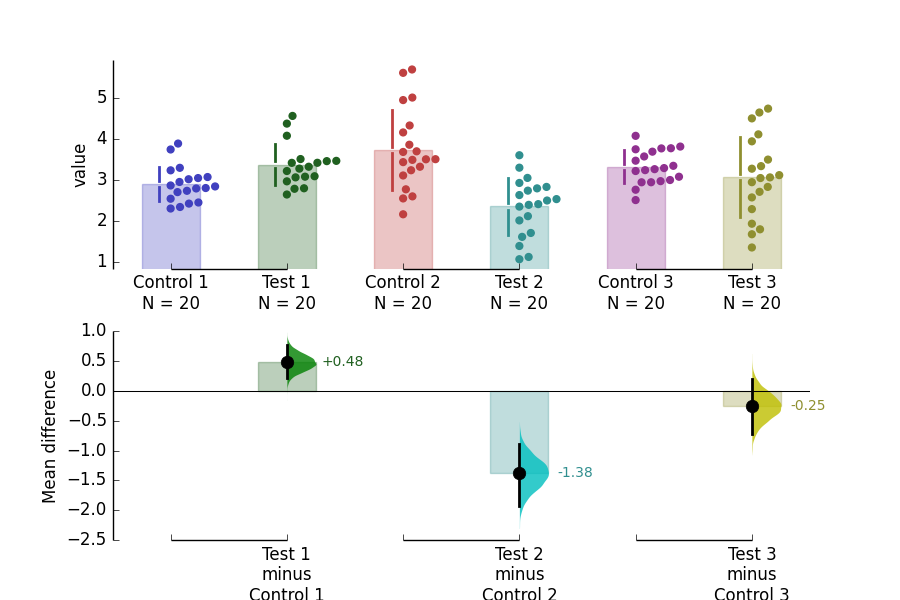 value
5
4
3
2
1
Control 1 Test 1 Control 2 Test 2 Control 3 Test 3
N = 20 N = 20 N = 20 N = 20 N = 20 N = 20
Mean difference
1.0
0.5
0.0
−0.5
−1.0
−1.5
−2.0
−2.5
+0.48
-1.38
-0.25
Test 1 Test 2 Test 3
minus minus minus
Control 1 Control 2 Control 3